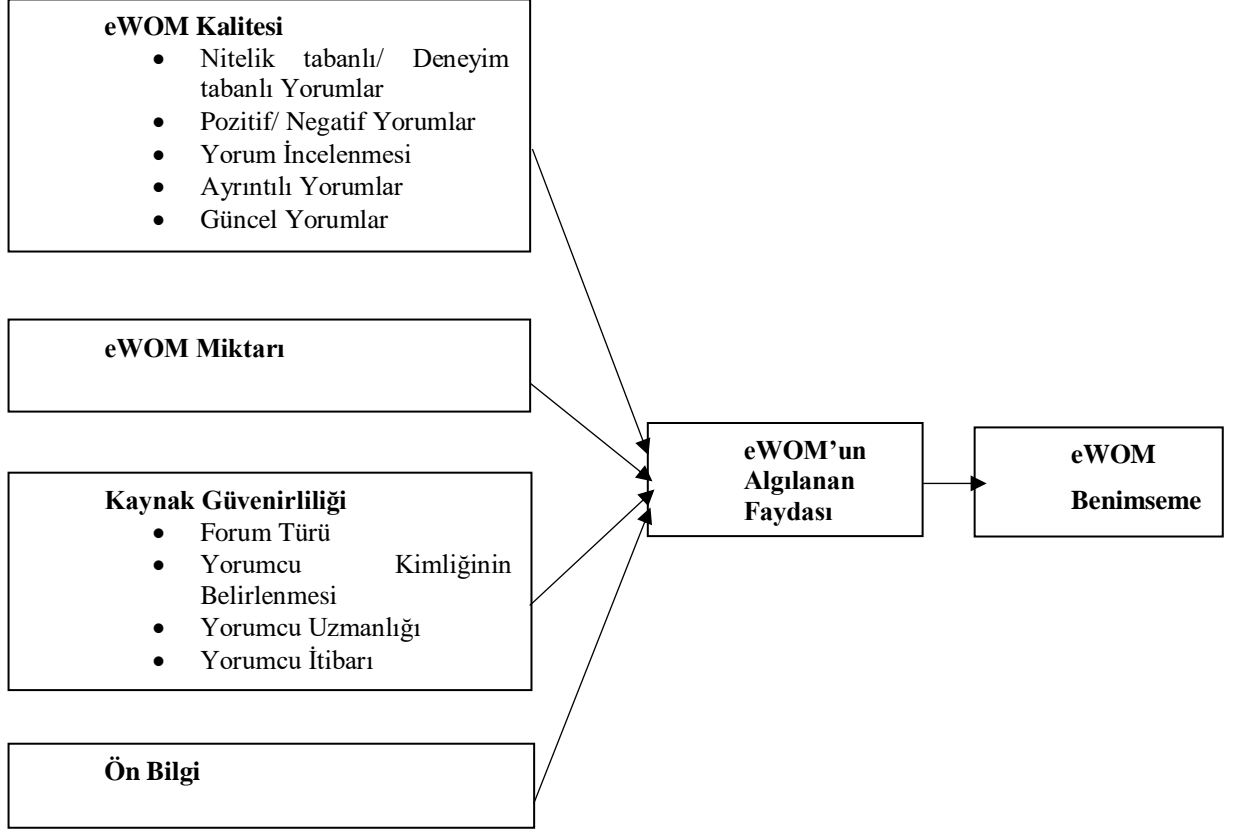 eWOM Kalitesi
• Nitelik tabanlı/ Deneyim
tabanlı Yorumlar
• Pozitif/ Negatif Yorumlar
• Yorum İncelenmesi
• Ayrıntılı Yorumlar
• Güncel Yorumlar
eWOM Miktarı
Kaynak Güvenirliliği
• Forum Türü
• Yorumcu Kimliğinin
Belirlenmesi
• Yorumcu Uzmanlığı
• Yorumcu İtibarı
Ön Bilgi
eWOM’un
Algılanan
Faydası
eWOM
Benimseme